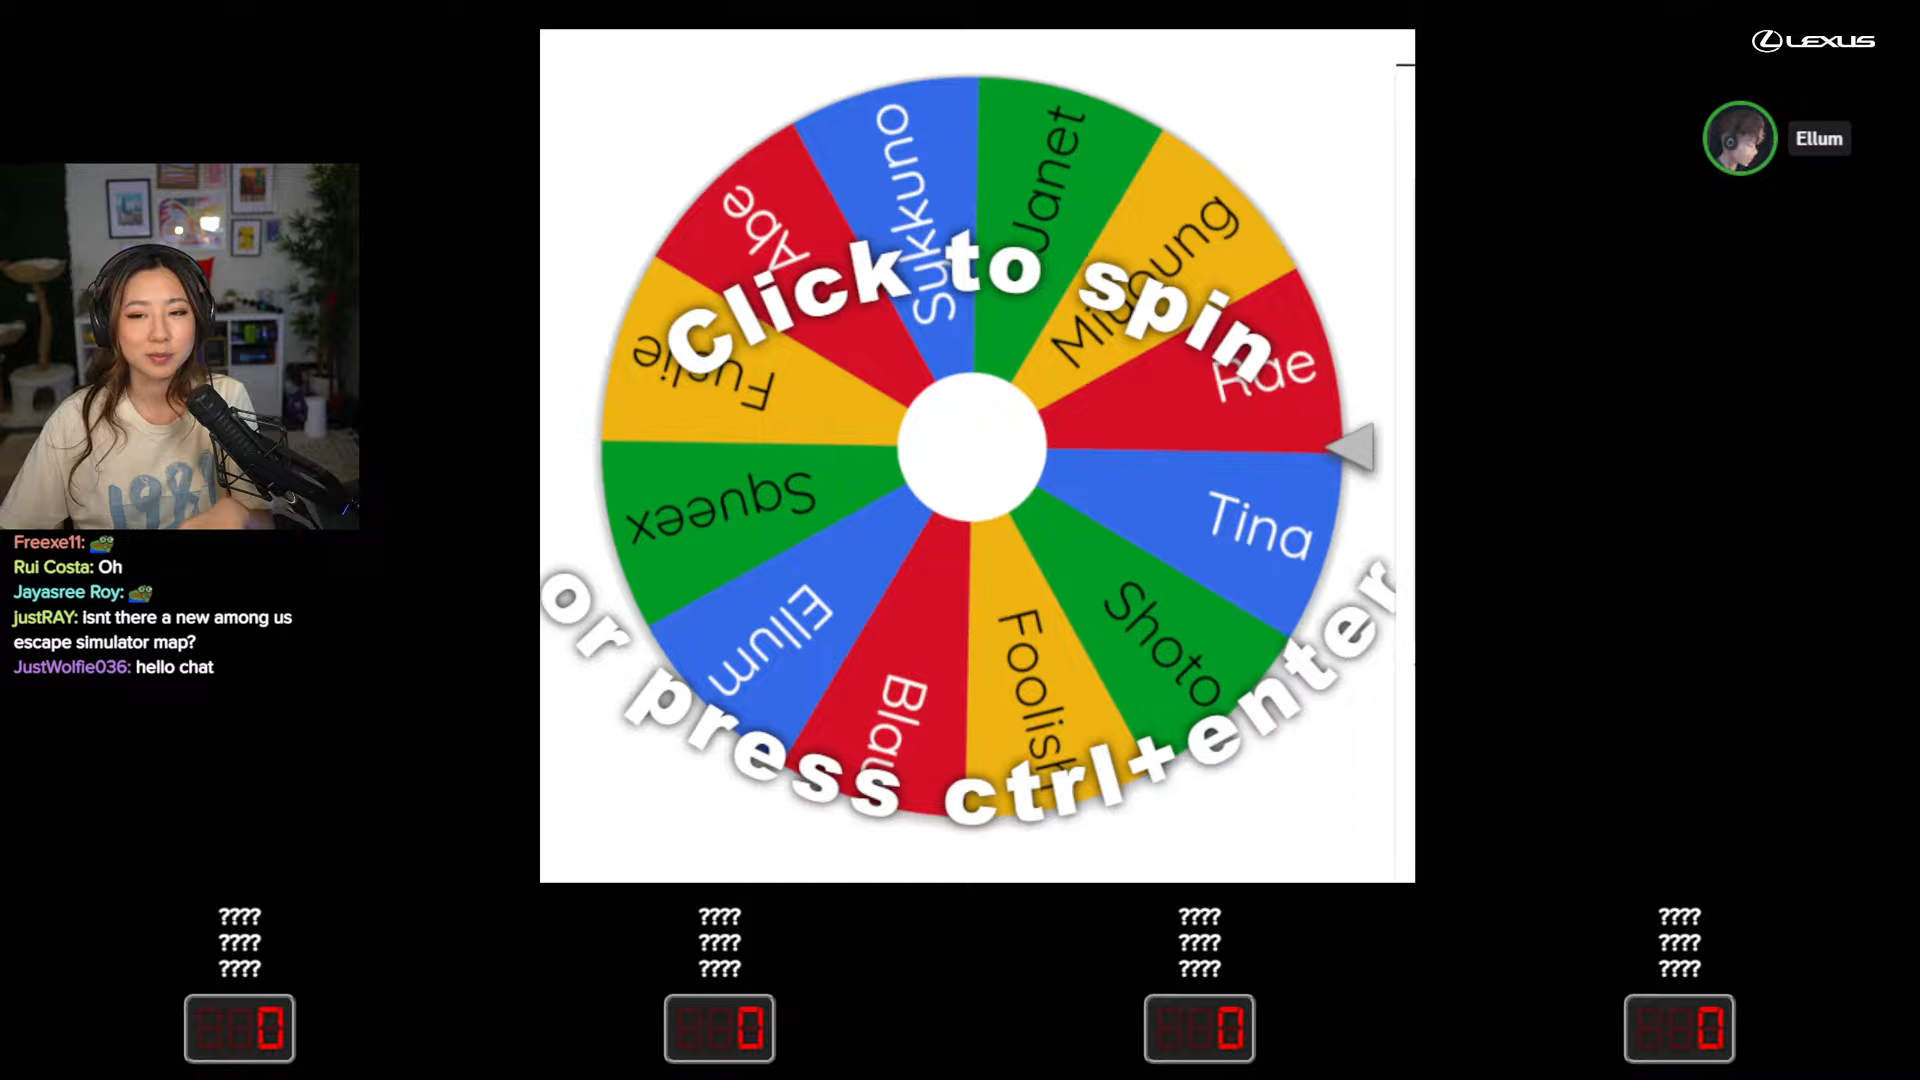 LEXUS
Ellum
Sykkuno
Janet
Abe
Miyoung
Click to spin
Rae
Fuslie
Squeex
Tina
Ellum
Shoto
Foolish
or press ctrl+enter
Freexe11:
Rui Costa: Oh
Jayasree Roy:
justRAY: isnt there a new among us
escape simulator map?
JustWolfie036: hello chat
198
???? ???? ???? ????
???? ???? ???? ????
???? ???? ???? ????
0 0 0 0